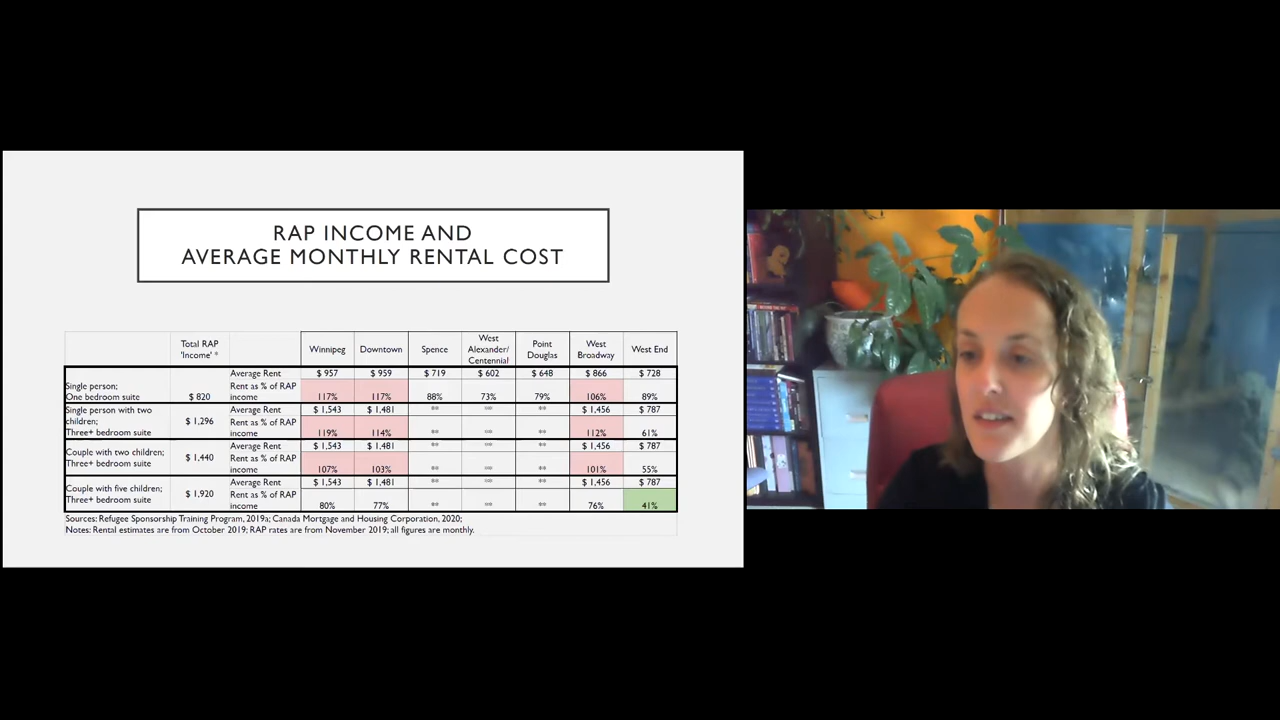 RAP INCOME AND
AVERAGE MONTHLY RENTAL COST
Total RAP 'Income' * Winnipeg Downtown Spence West Alexander/ Centennial Point Douglas West Broadway West End
Single person; One bedroom suite $ 820 Average Rent $ 957 $ 959 $ 719 $ 602 $ 648 $ 866 $ 728
Rent as % of RAP income 117% 117% 88% 73% 79% 106% 89%
Single person with two children; Three+ bedroom suite $ 1,296 Average Rent $ 1,543 $ 1,481 ** ** ** $ 1,456 $ 787
Rent as % of RAP income 119% 114% ** ** ** 112% 61%
Couple with two children; Three+ bedroom suite $ 1,440 Average Rent $ 1,543 $ 1,481 ** ** ** $ 1,456 $ 787
Rent as % of RAP income 107% 103% ** ** ** 101% 55%
Couple with five children; Three+ bedroom suite $ 1,920 Average Rent $ 1,543 $ 1,481 ** ** ** $ 1,456 $ 787
Rent as % of RAP income 80% 77% ** ** ** 76% 41%
Sources: Refugee Sponsorship Training Program, 2019a; Canada Mortgage and Housing Corporation, 2020;
Notes: Rental estimates are from October 2019; RAP rates are from November 2019; all figures are monthly.